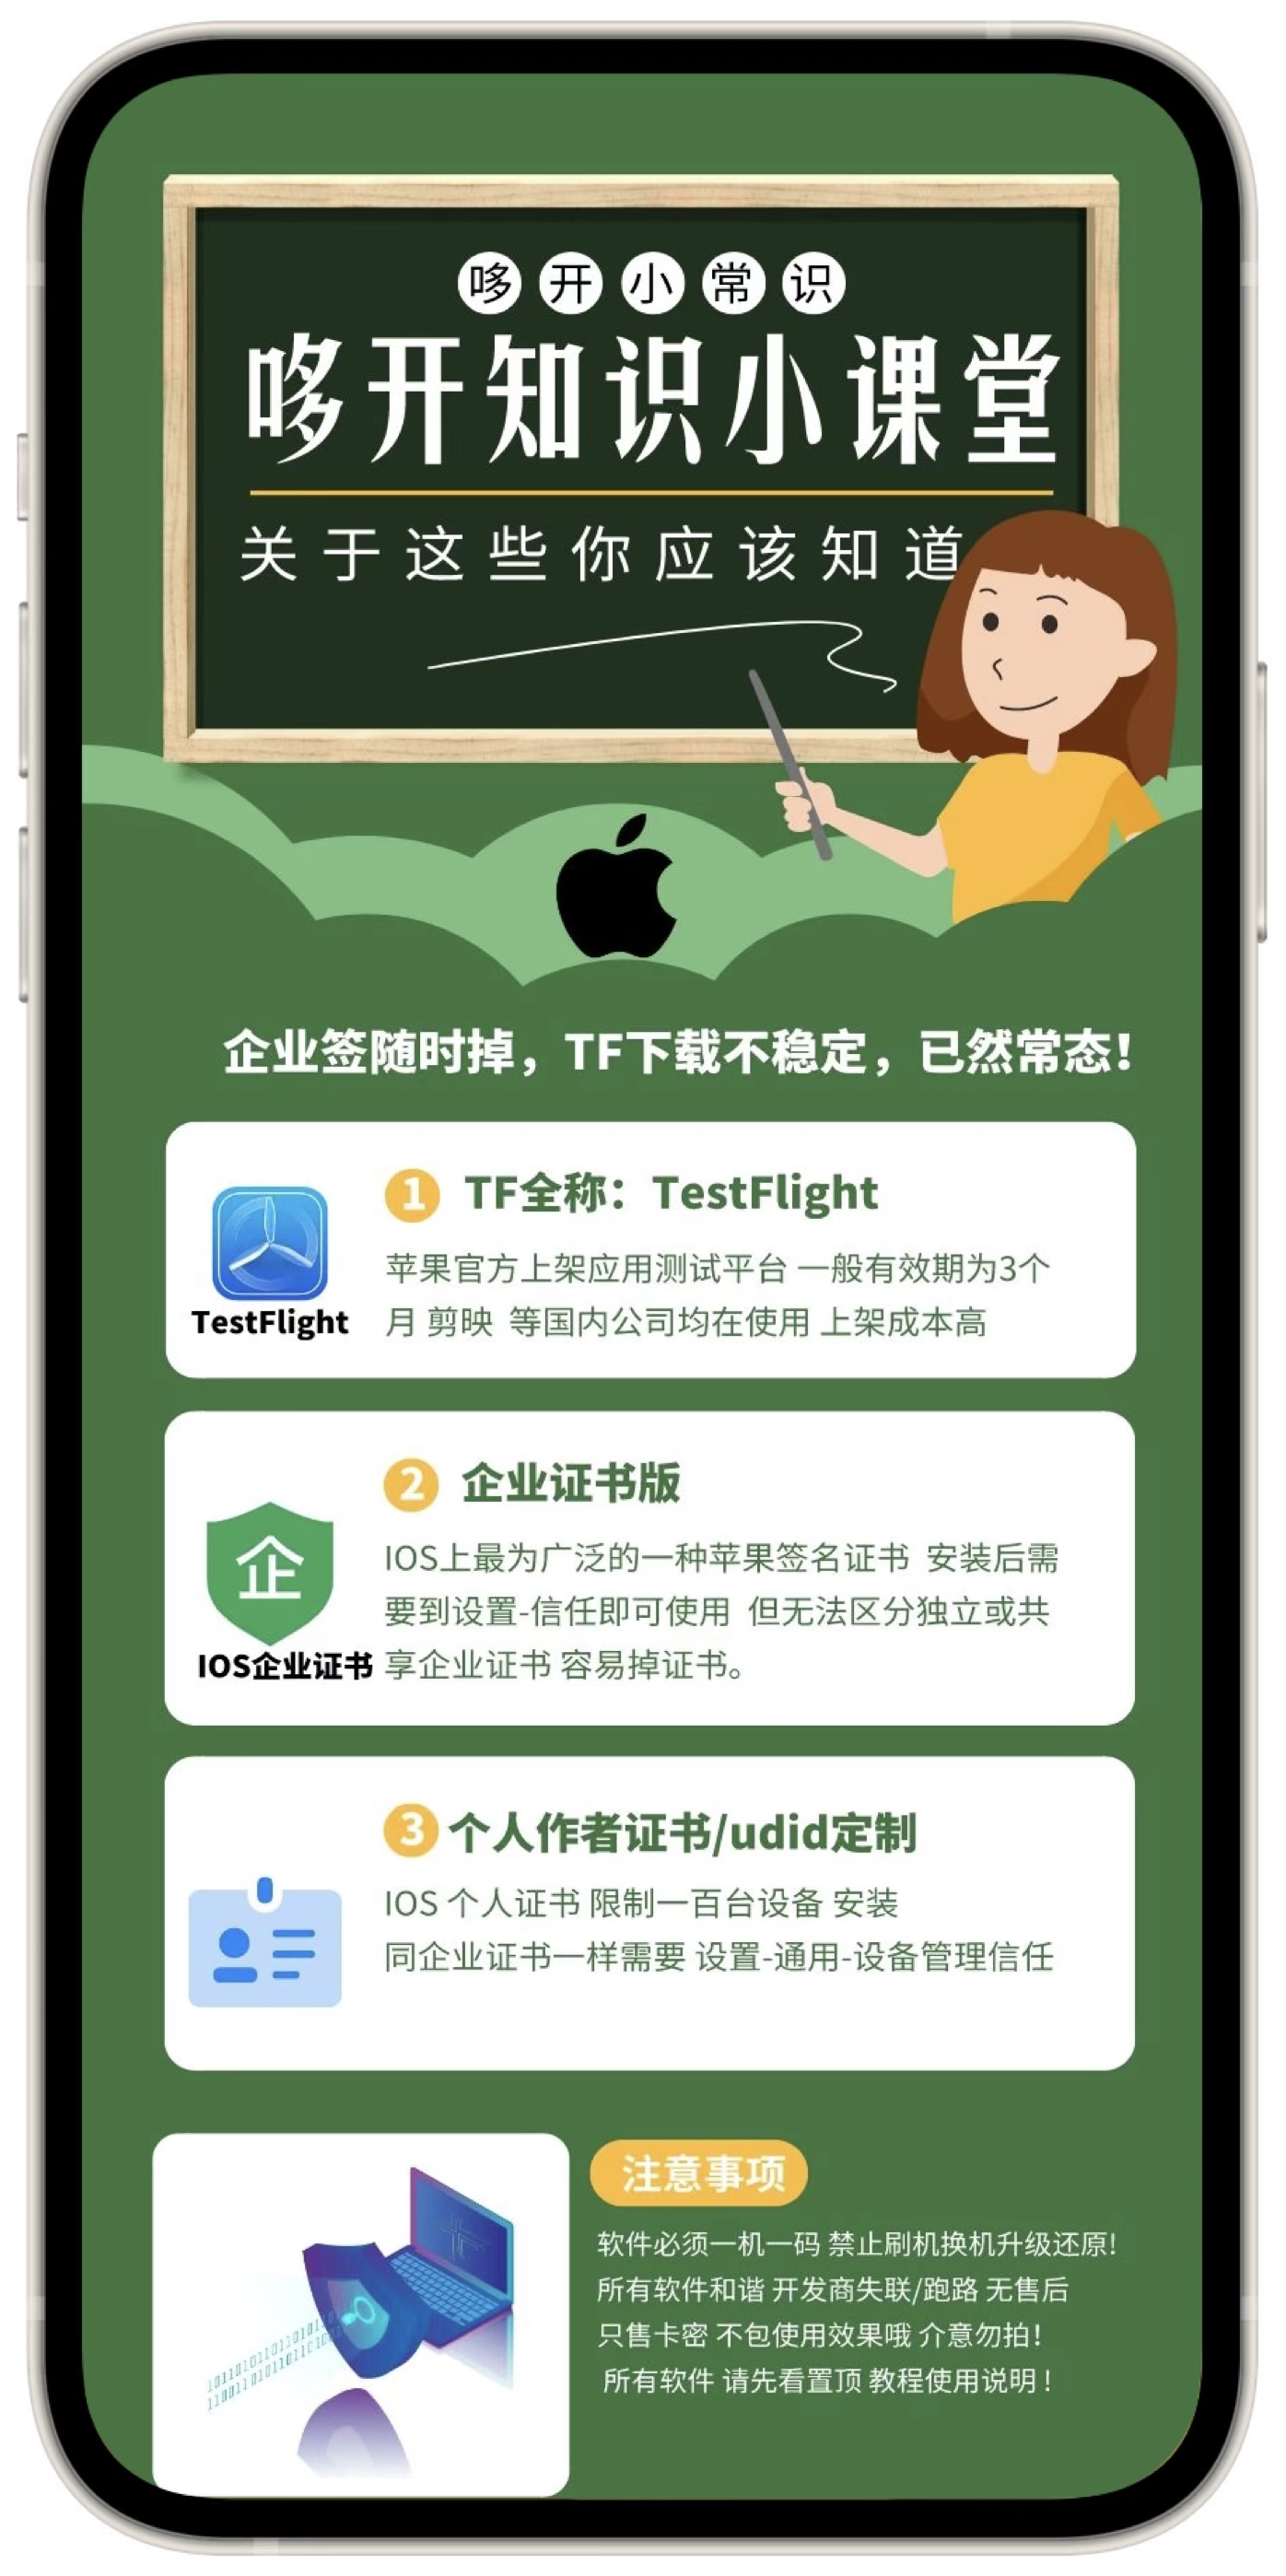 哆开小常识
哆开知识小课堂
关于这些你应该知道
企业签随时掉，TF下载不稳定，已然常态！
1 TF全称：TestFlight
苹果官方上架应用测试平台 一般有效期为3个
月 剪映 等国内公司均在使用 上架成本高
TestFlight
2 企业证书版
IOS上最为广泛的一种苹果签名证书 安装后需
要到设置-信任即可使用 但无法区分独立或共
享企业证书 容易掉证书。
企
IOS企业证书
3 个人作者证书/udid定制
IOS 个人证书 限制一百台设备 安装
同企业证书一样需要 设置-通用-设备管理信任
注意事项
软件必须一机一码 禁止刷机换机升级还原!
所有软件和谐 开发商失联/跑路 无售后
只售卡密 不包使用效果哦 介意勿拍！
所有软件 请先看置顶 教程使用说明！